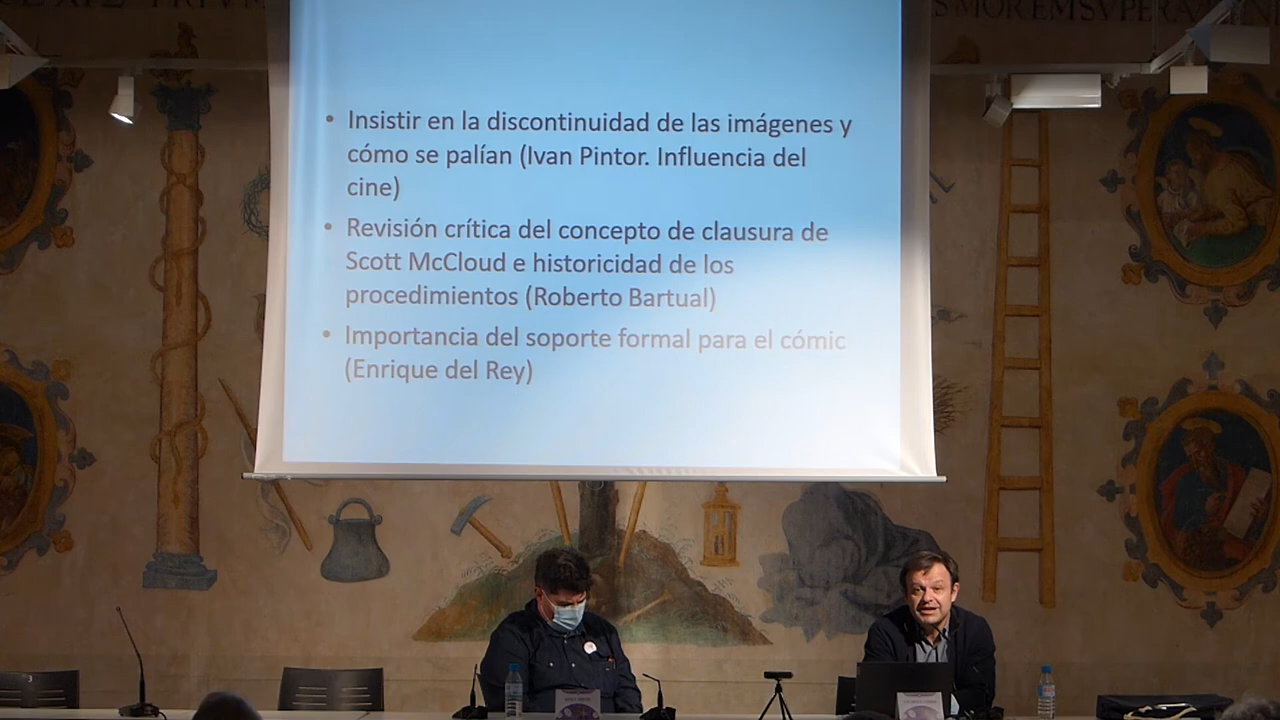 S MOREMSVPERA
• Insistir en la discontinuidad de las imágenes y
cómo se palían (Ivan Pintor. Influencia del
cine)
• Revisión crítica del concepto de clausura de
Scott McCloud e historicidad de los
procedimientos (Roberto Bartual)
• Importancia del soporte formal para el cómic
(Enrique del Rey)